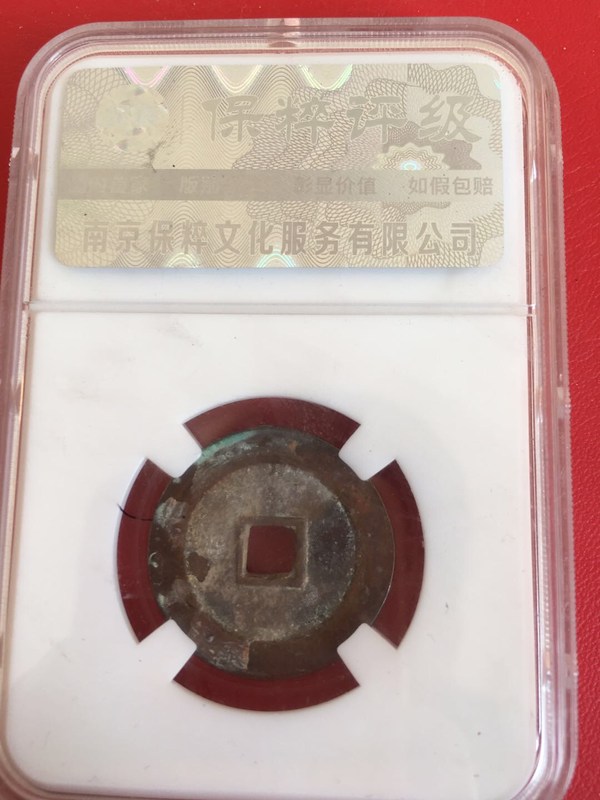 保粹评级
彰显价值 如假包赔
南京保粹文化服务有限公司